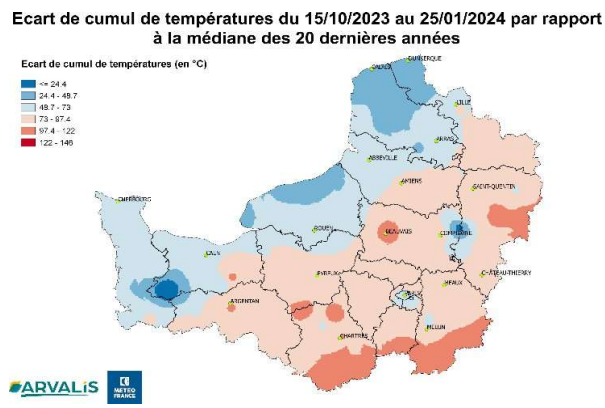 Ecart de cumul de températures du 15/10/2023 au 25/01/2024 par rapport
à la médiane des 20 dernières années
Ecart de cumul de températures (en °C)
<= 24.4
24.4 - 48.7
48.7 - 73
73 - 97.4
97.4 - 122
122 - 146
DUNKERQUE
CALAIS
LILLE
ARRAS
ABBEVILLE
AMIENS
SAINT-QUENTIN
CHERBOURG
ROUEN
BEAUVAIS
COMPIEGNE
CAEN
EVREUX
CHÂTEAU-THIERRY
MEAUX
ARGENTAN
MELUN
CHARTRES
ARVALIS
METEO
FRANCE